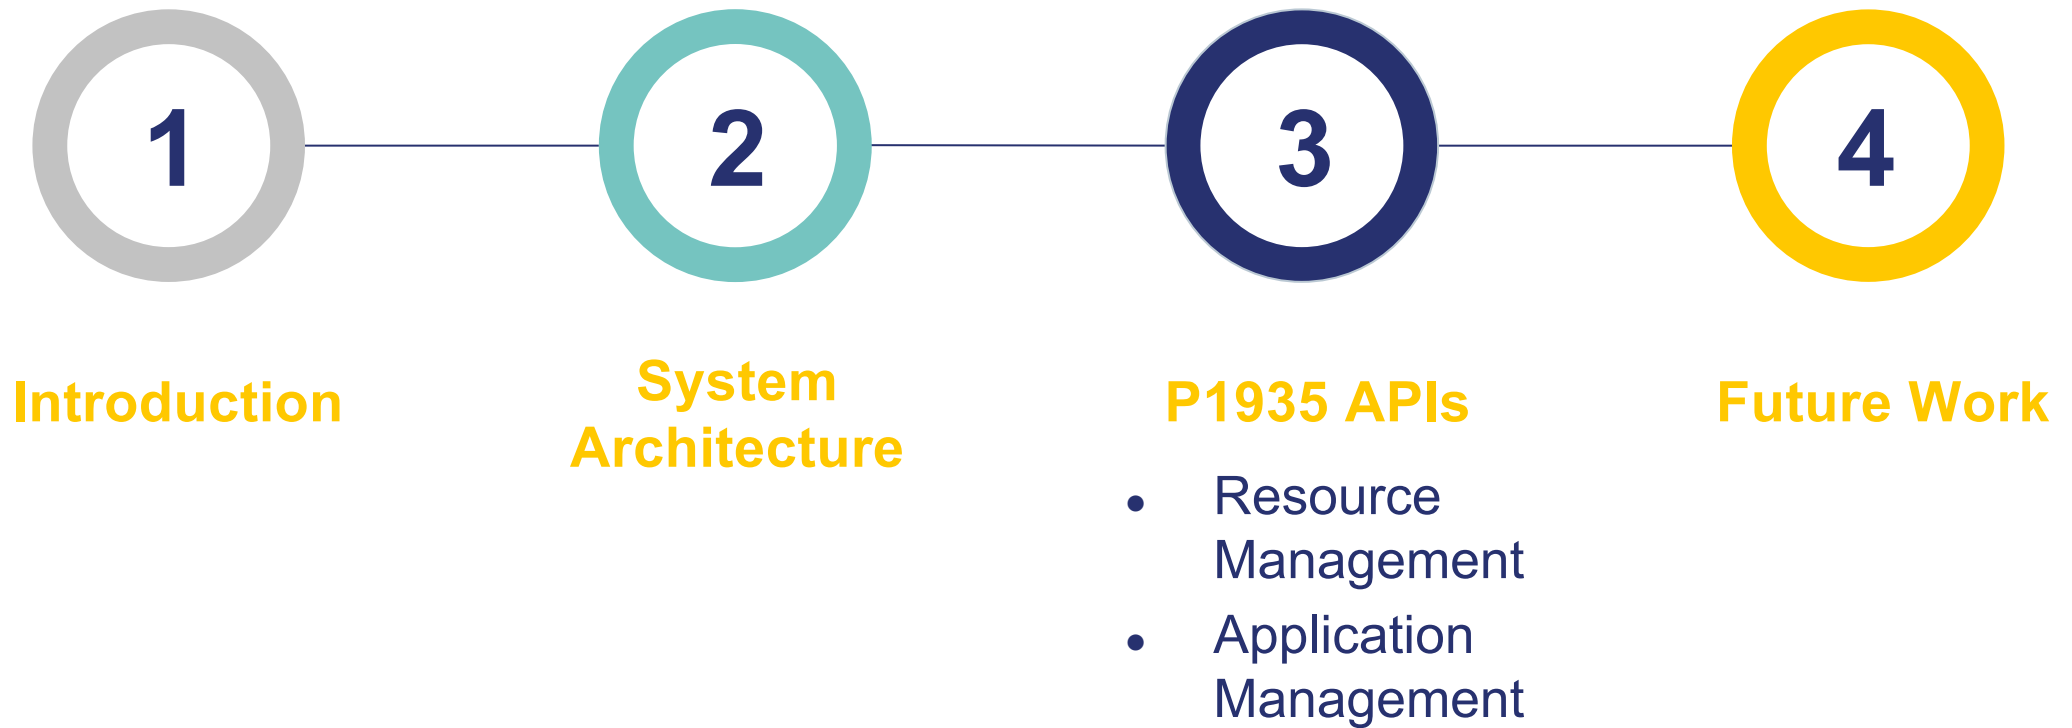 1
2
3
4
Introduction
System
Architecture
P1935 APIs
• Resource
Management
• Application
Management
Future Work